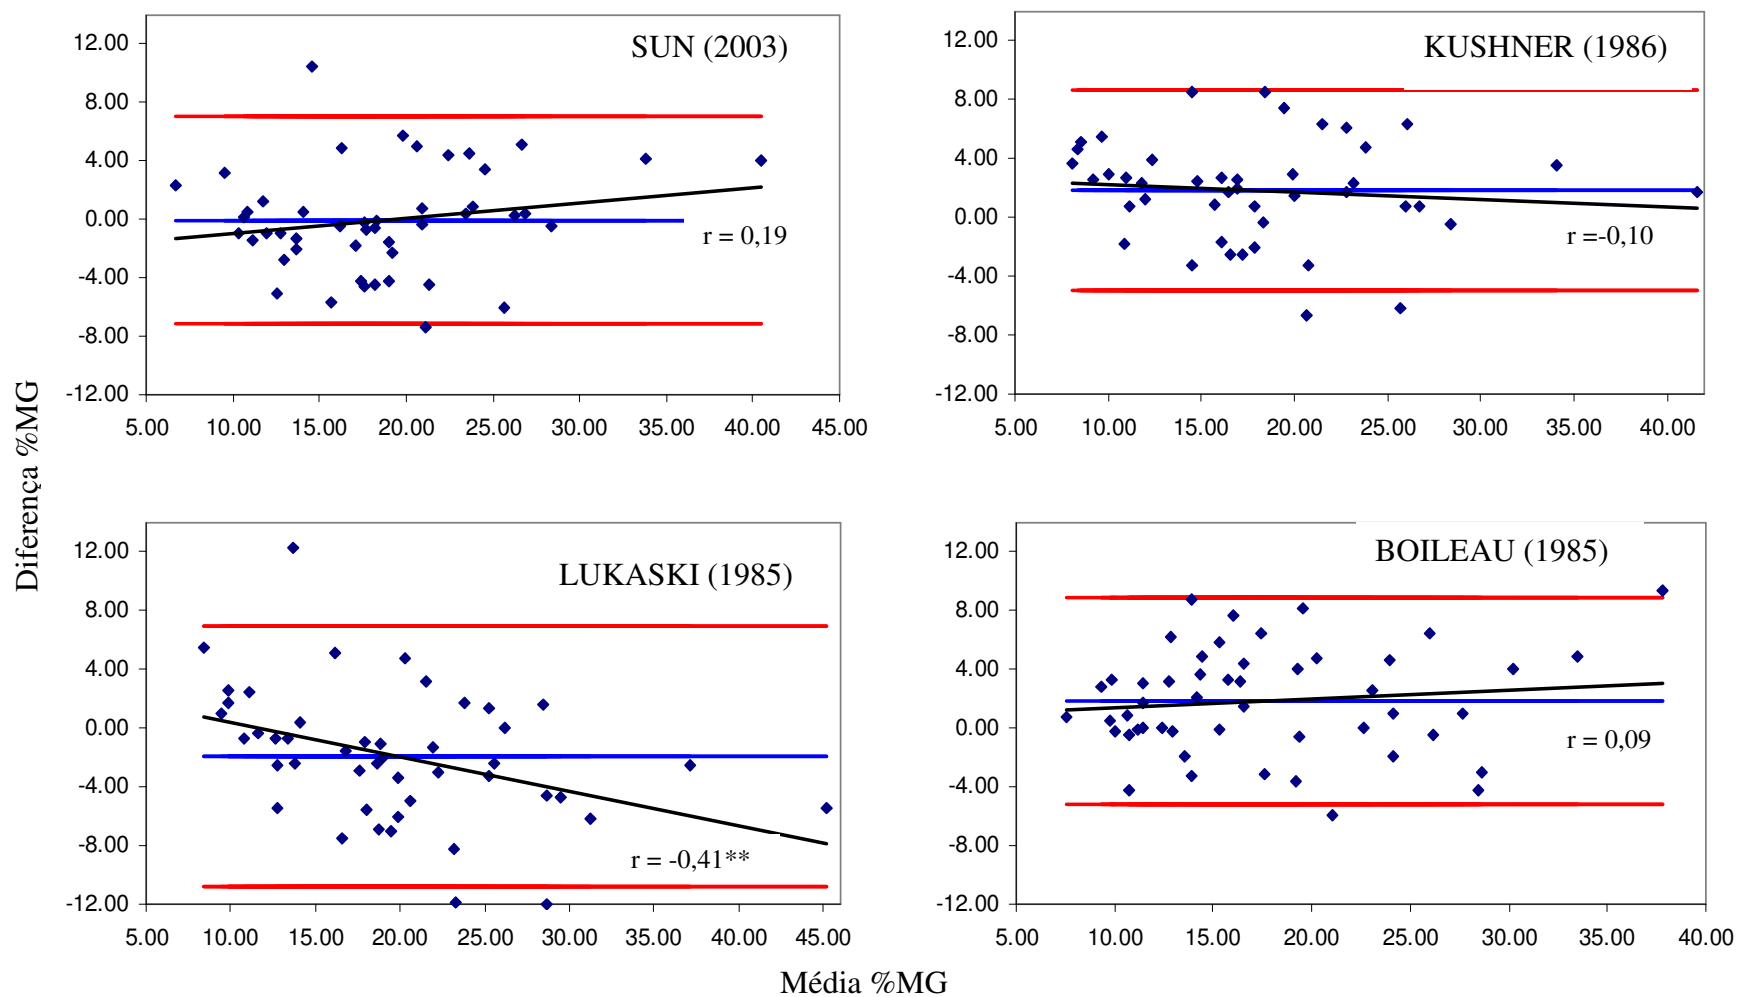 SUN (2003)
12.00
8.00
4.00
0.00
-4.00
-8.00
-12.00
r = 0,19
5.00 10.00 15.00 20.00 25.00 30.00 35.00 40.00 45.00
KUSHNER (1986)
12.00
8.00
4.00
0.00
-4.00
-8.00
-12.00
r =-0,10
5.00 10.00 15.00 20.00 25.00 30.00 35.00 40.00
Diferença %MG
LUKASKI (1985)
12.00
8.00
4.00
0.00
-4.00
-8.00
-12.00
r = -0,41**
5.00 10.00 15.00 20.00 25.00 30.00 35.00 40.00 45.00
BOILEAU (1985)
12.00
8.00
4.00
0.00
-4.00
-8.00
-12.00
r = 0,09
5.00 10.00 15.00 20.00 25.00 30.00 35.00 40.00
Média %MG